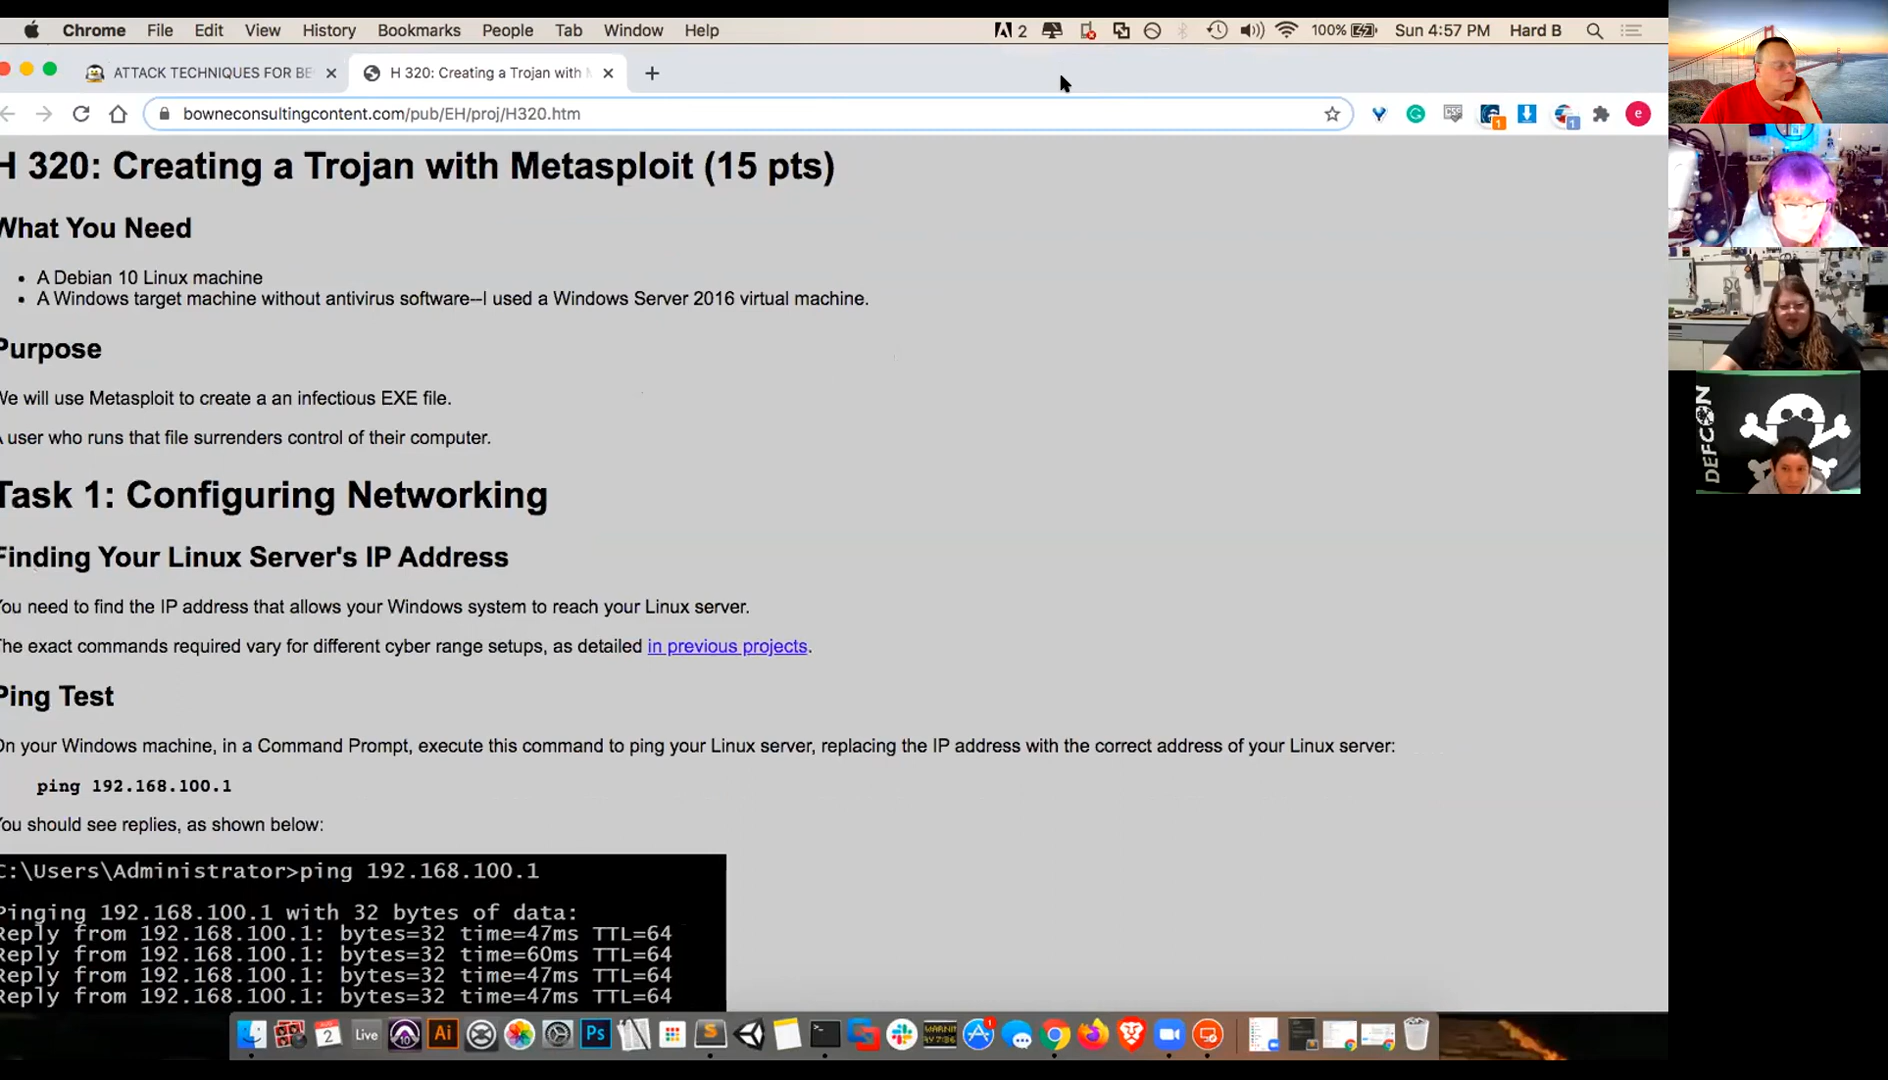 Chrome File Edit View History Bookmarks People Tab Window Help 2 100% Sun 4:57 PM Hard B
ATTACK TECHNIQUES FOR BE × H 320: Creating a Trojan with × +
bowneconsultingcontent.com/pub/EH/proj/H320.htm
H 320: Creating a Trojan with Metasploit (15 pts)
What You Need
• A Debian 10 Linux machine
• A Windows target machine without antivirus software--I used a Windows Server 2016 virtual machine.
Purpose
We will use Metasploit to create a an infectious EXE file.
A user who runs that file surrenders control of their computer.
Task 1: Configuring Networking
Finding Your Linux Server's IP Address
You need to find the IP address that allows your Windows system to reach your Linux server.
The exact commands required vary for different cyber range setups, as detailed in previous projects.
Ping Test
On your Windows machine, in a Command Prompt, execute this command to ping your Linux server, replacing the IP address with the correct address of your Linux server:
ping 192.168.100.1
You should see replies, as shown below:
C:\Users\Administrator>ping 192.168.100.1
Pinging 192.168.100.1 with 32 bytes of data:
Reply from 192.168.100.1: bytes=32 time=47ms TTL=64
Reply from 192.168.100.1: bytes=32 time=60ms TTL=64
Reply from 192.168.100.1: bytes=32 time=47ms TTL=64
Reply from 192.168.100.1: bytes=32 time=47ms TTL=64
2 Live 10 Ai Ps
DEFCON